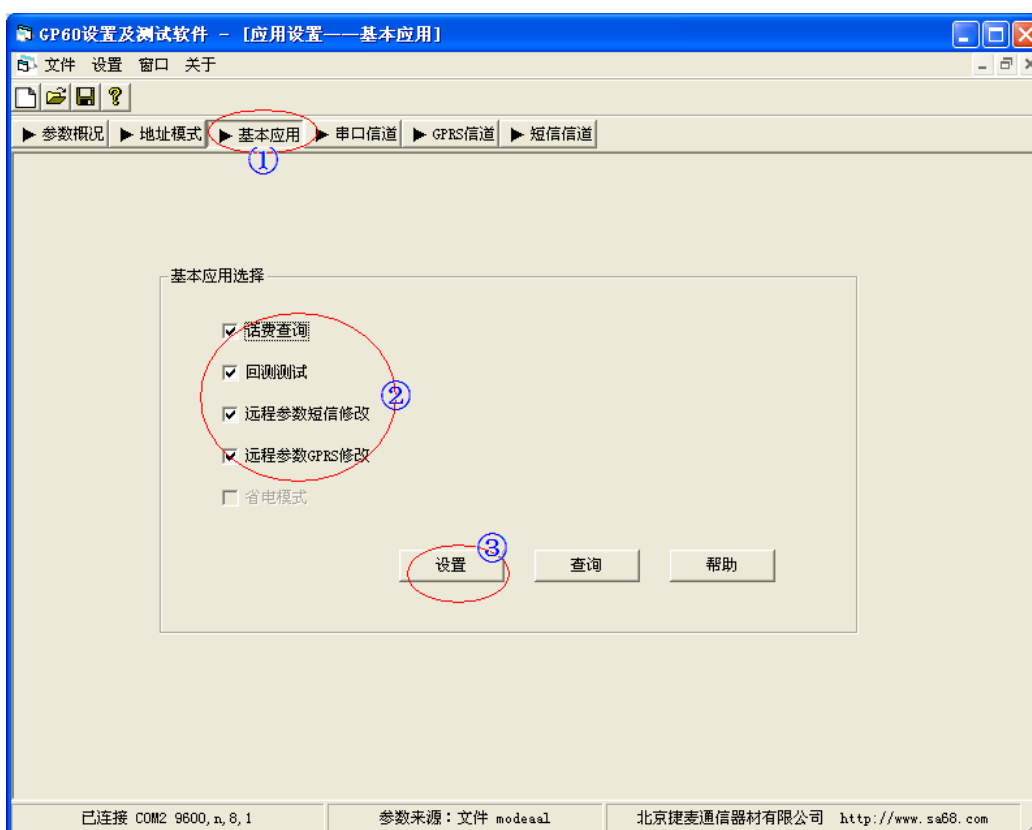 GP60设置及测试软件 - [应用设置——基本应用]
文件 设置 窗口 关于
参数概况 地址模式 基本应用 串口信道 GPRS信道 短信信道
①
基本应用选择
话费查询
回测测试
②
远程参数短信修改
远程参数GPRS修改
省电模式
③
设置 查询 帮助
已连接 COM2 9600,n,8,1 参数来源：文件 modeaal 北京捷麦通信器材有限公司 http://www.sa68.com